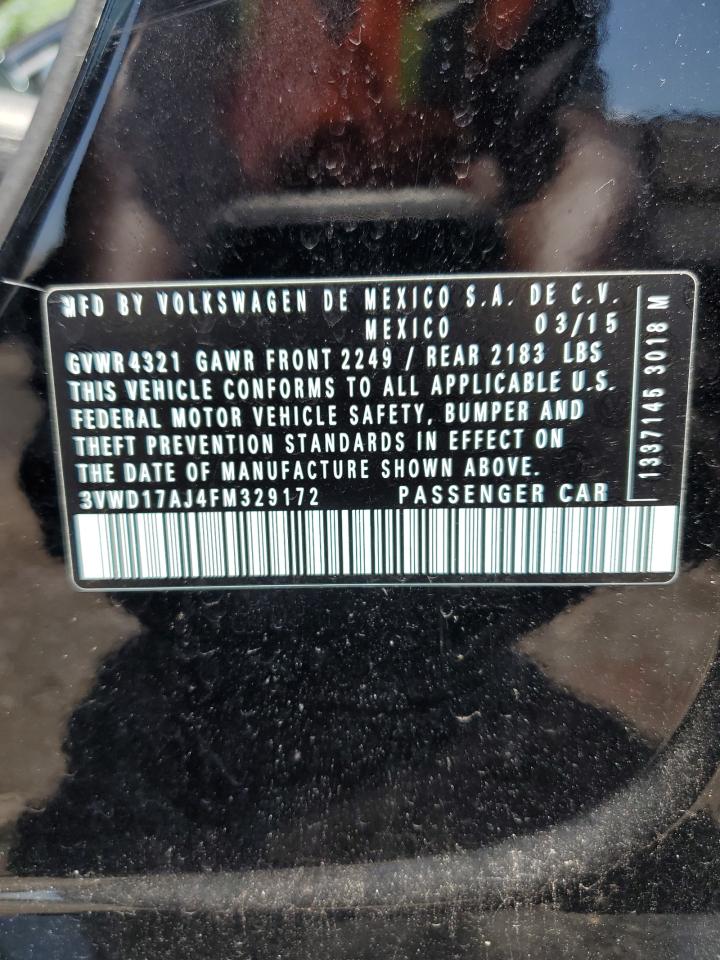 MFD BY VOLKSWAGEN DE MEXICO S.A. DE C.V.
MEXICO 03/15
GVWR4321 GAWR FRONT 2249 / REAR 2183 LBS
THIS VEHICLE CONFORMS TO ALL APPLICABLE U.S.
FEDERAL MOTOR VEHICLE SAFETY, BUMPER AND
THEFT PREVENTION STANDARDS IN EFFECT ON
THE DATE OF MANUFACTURE SHOWN ABOVE.
3VWD17AJ4FM329172 PASSENGER CAR
1337145 3018 M